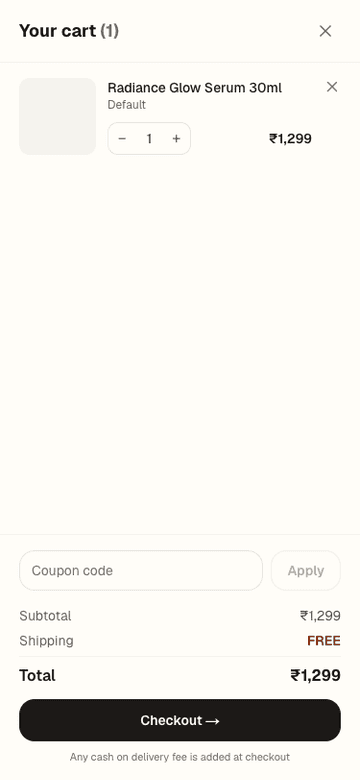 Your cart (1)
Radiance Glow Serum 30ml
Default
− 1 +
₹1,299
Coupon code
Apply
Subtotal ₹1,299
Shipping FREE
Total ₹1,299
Checkout →
Any cash on delivery fee is added at checkout